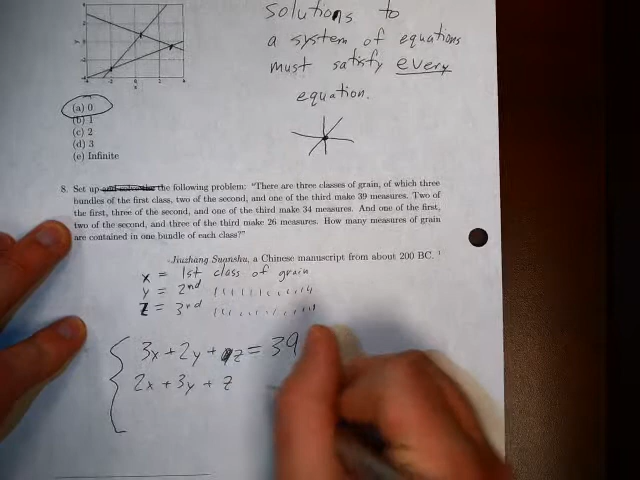 solutions to
a system of equations
must satisfy every
equation.
(a) 0
(b) 1
(c) 2
(d) 3
(e) Infinite
8. Set up and solve the the following problem: "There are three classes of grain, of which three
bundles of the first class, two of the second, and one of the third make 39 measures. Two of
the first, three of the second, and one of the third make 34 measures. And one of the first,
two of the second, and three of the third make 26 measures. How many measures of grain
are contained in one bundle of each class?"
-Jiuzhang Suanshu, a Chinese manuscript from about 200 BC. 1
x = 1st class of grain
y = 2nd
z = 3rd
3x + 2y + z = 39
2x + 3y + z